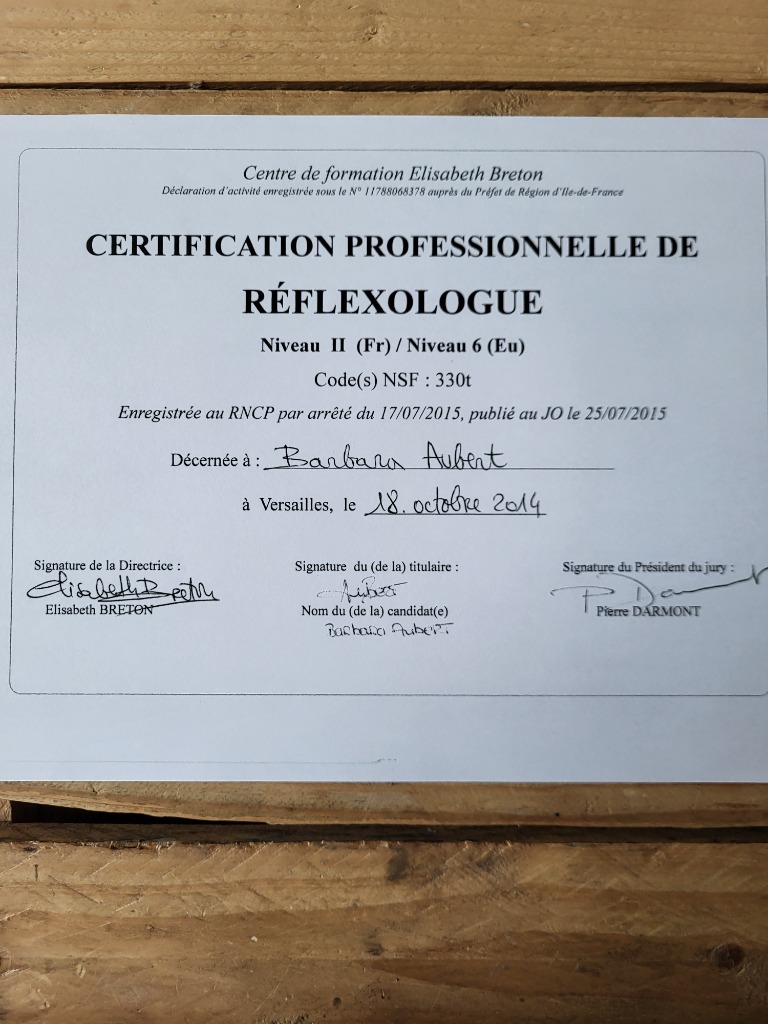 Centre de formation Elisabeth Breton
Déclaration d'activité enregistrée sous le N° 11788068378 auprès du Préfet de Région d'Ile-de-France
CERTIFICATION PROFESSIONNELLE DE
RÉFLEXOLOGUE
Niveau II (Fr) / Niveau 6 (Eu)
Code(s) NSF : 330t
Enregistrée au RNCP par arrêté du 17/07/2015, publié au JO le 25/07/2015
Décernée à : Barbara Aubert
à Versailles, le 18. octobre 2014
Signature de la Directrice : Signature du (de la) titulaire : Signature du Président du jury :
Elisabeth Breton Aubert P Darmont
Elisabeth BRETON Nom du (de la) candidat(e) Pierre DARMONT
Barbara Aubert